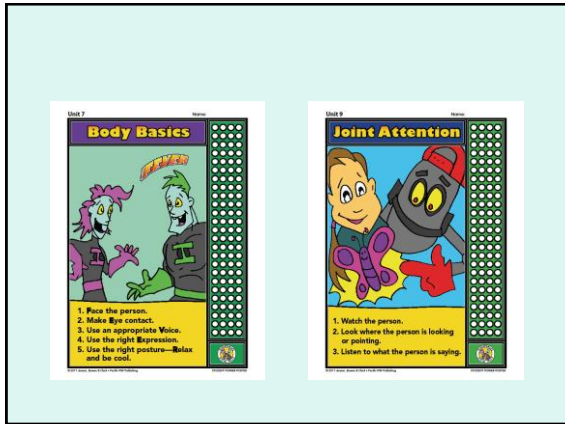 Unit 7 Name:
Body Basics
FEVER
1. Face the person.
2. Make Eye contact.
3. Use an appropriate Voice.
4. Use the right Expression.
5. Use the right posture—Relax
and be cool.
Unit 9 Name:
Joint Attention
1. Watch the person.
2. Look where the person is looking
or pointing.
3. Listen to what the person is saying.